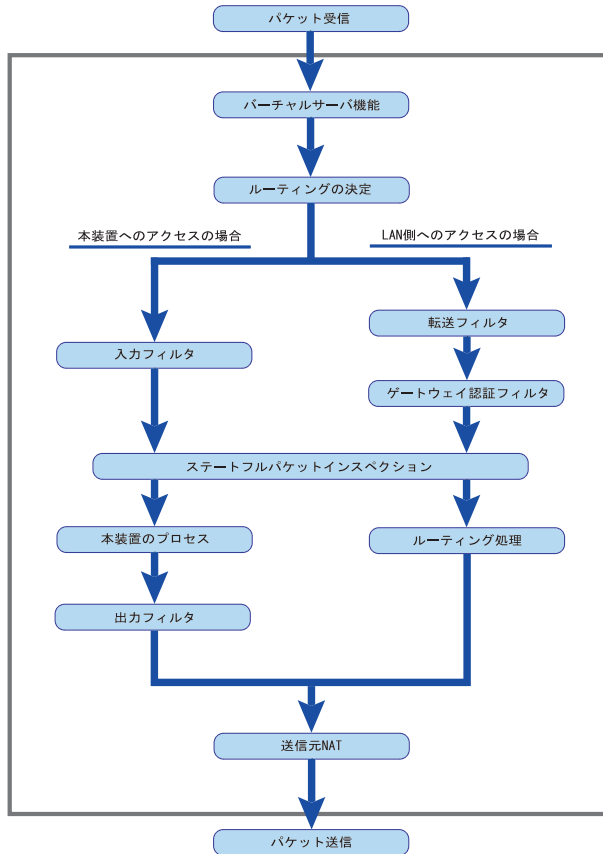 パケット受信
バーチャルサーバ機能
ルーティングの決定
本装置へのアクセスの場合
LAN側へのアクセスの場合
転送フィルタ
入力フィルタ
ゲートウェイ認証フィルタ
ステートフルパケットインスペクション
本装置のプロセス
ルーティング処理
出力フィルタ
送信元NAT
パケット送信